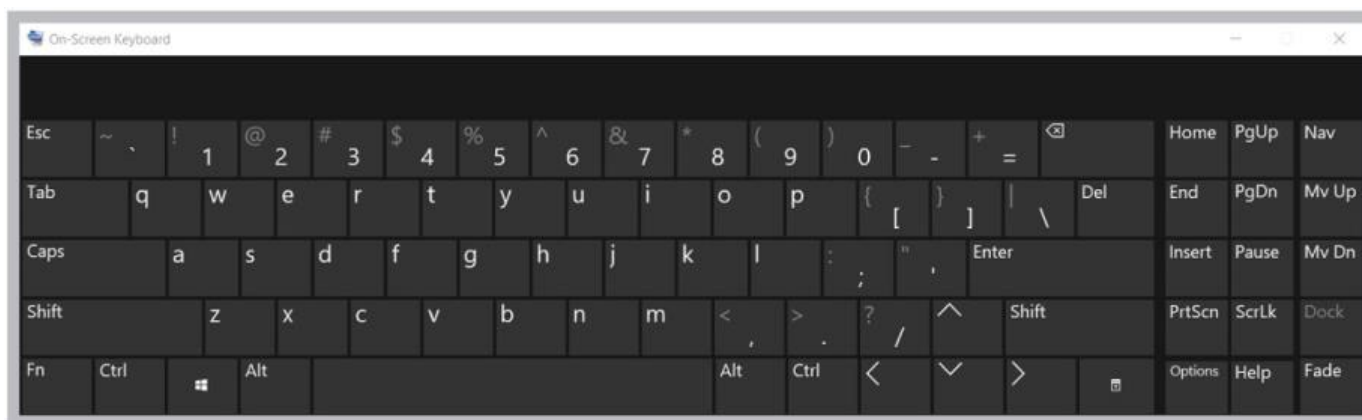 On-Screen Keyboard
Esc ~ ` ! 1 @ 2 # 3 $ 4 % 5 ^ 6 & 7 * 8 ( 9 ) 0 _ - + = Home PgUp Nav
Tab q w e r t y u i o p { [ } ] | \ Del End PgDn Mv Up
Caps a s d f g h j k l : ; " ' Enter Insert Pause Mv Dn
Shift z x c v b n m < , > . ? / Shift PrtScn ScrLk Dock
Fn Ctrl Alt Alt Ctrl Options Help Fade